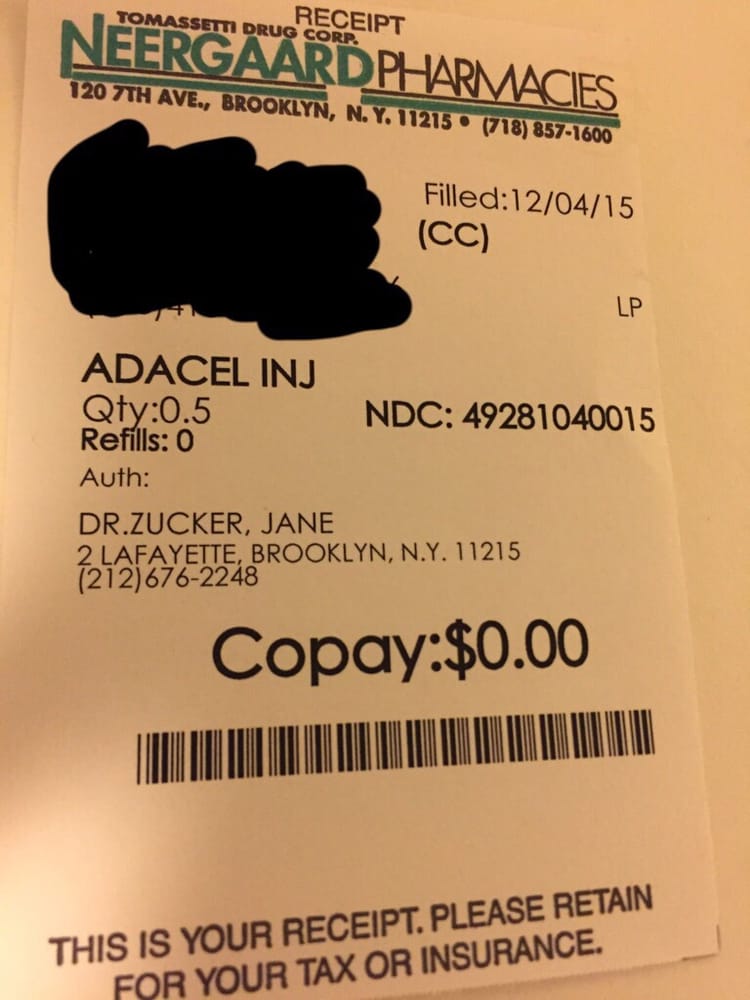 RECEIPT
TOMASSETTI DRUG CORP.
NEERGAARD PHARMACIES
120 7TH AVE., BROOKLYN, N.Y. 11215 • (718) 857-1600
Filled:12/04/15
(CC)
LP
ADACEL INJ
Qty:0.5
NDC: 49281040015
Refills: 0
Auth:
DR.ZUCKER, JANE
2 LAFAYETTE, BROOKLYN, N.Y. 11215
(212)676-2248
Copay:$0.00
THIS IS YOUR RECEIPT. PLEASE RETAIN
FOR YOUR TAX OR INSURANCE.